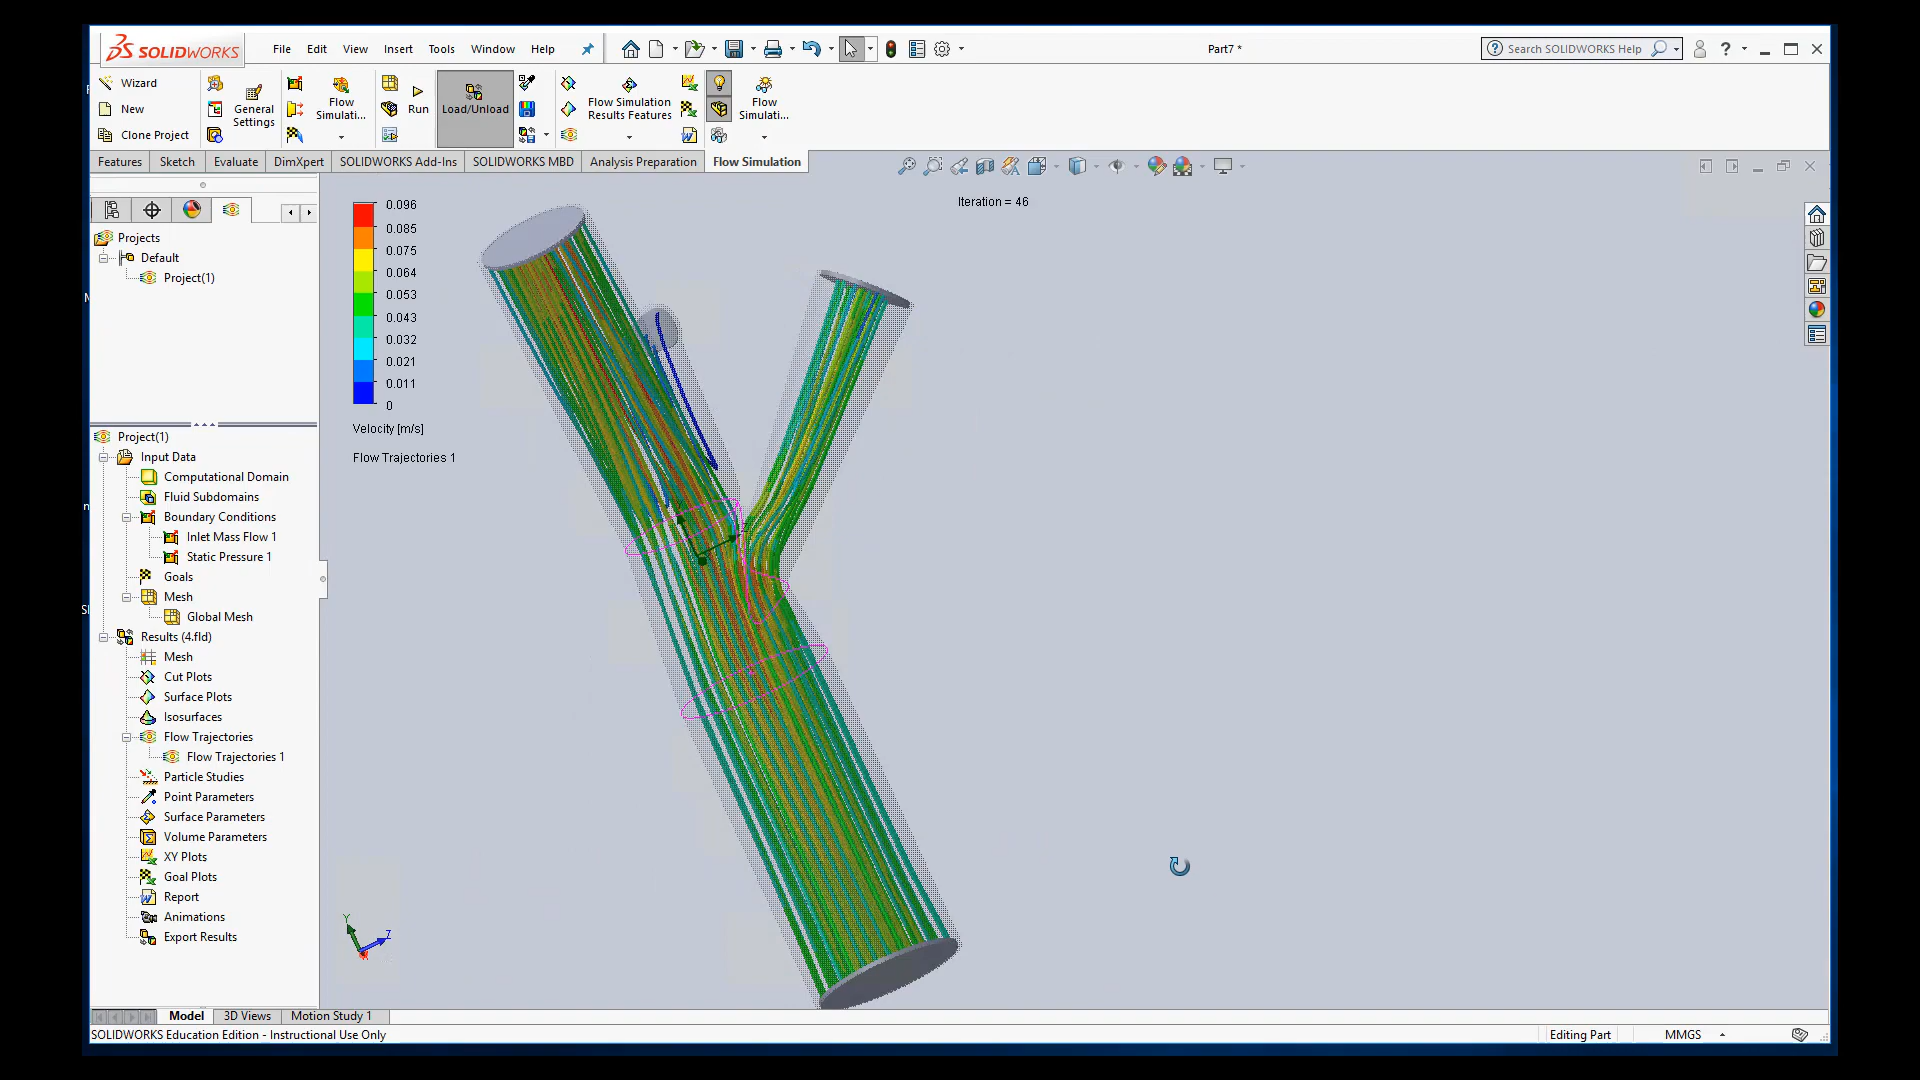 SOLIDWORKS
File Edit View Insert Tools Window Help
Part7 *
Search SOLIDWORKS Help
Wizard
New
Clone Project
General Settings
Flow Simulati...
Run
Load/Unload
Flow Simulation Results Features
Flow Simulati...
Features Sketch Evaluate DimXpert SOLIDWORKS Add-Ins SOLIDWORKS MBD Analysis Preparation Flow Simulation
Iteration = 46
Projects
Default
Project(1)
0.096
0.085
0.075
0.064
0.053
0.043
0.032
0.021
0.011
0
Velocity [m/s]
Flow Trajectories 1
Project(1)
Input Data
Computational Domain
Fluid Subdomains
Boundary Conditions
Inlet Mass Flow 1
Static Pressure 1
Goals
Mesh
Global Mesh
Results (4.fld)
Mesh
Cut Plots
Surface Plots
Isosurfaces
Flow Trajectories
Flow Trajectories 1
Particle Studies
Point Parameters
Surface Parameters
Volume Parameters
XY Plots
Goal Plots
Report
Animations
Export Results
Y
Z
Model 3D Views Motion Study 1
SOLIDWORKS Education Edition - Instructional Use Only
Editing Part
MMGS